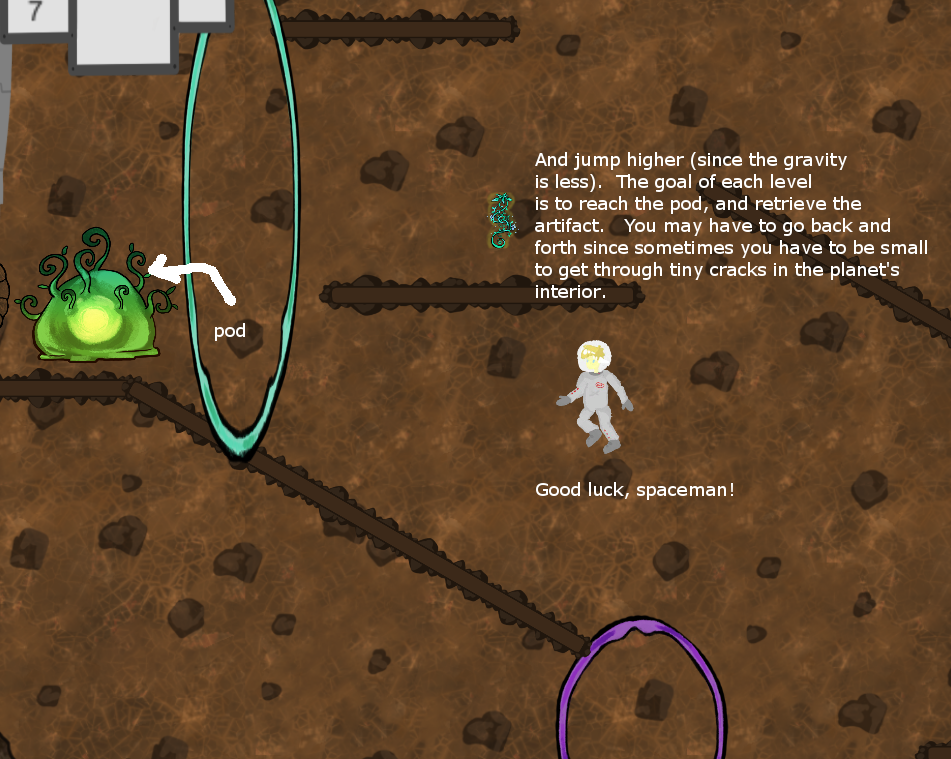 7
And jump higher (since the gravity
is less).  The goal of each level
is to reach the pod, and retrieve the
artifact.   You may have to go back and
forth since sometimes you have to be small
to get through tiny cracks in the planet's
interior.
pod
Good luck, spaceman!